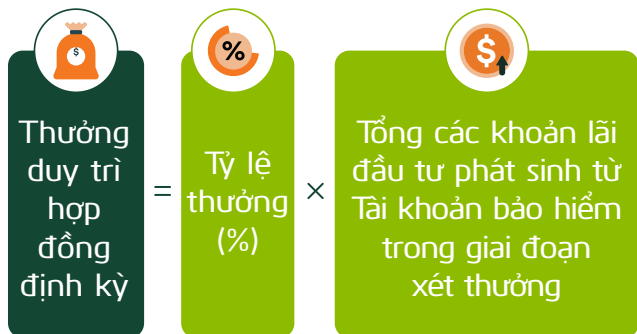 $
Thưởng
duy trì
hợp
đồng
định kỳ
=
%
Tỷ lệ
thưởng
(%)
×
$
Tổng các khoản lãi
đầu tư phát sinh từ
Tài khoản bảo hiểm
trong giai đoạn
xét thưởng